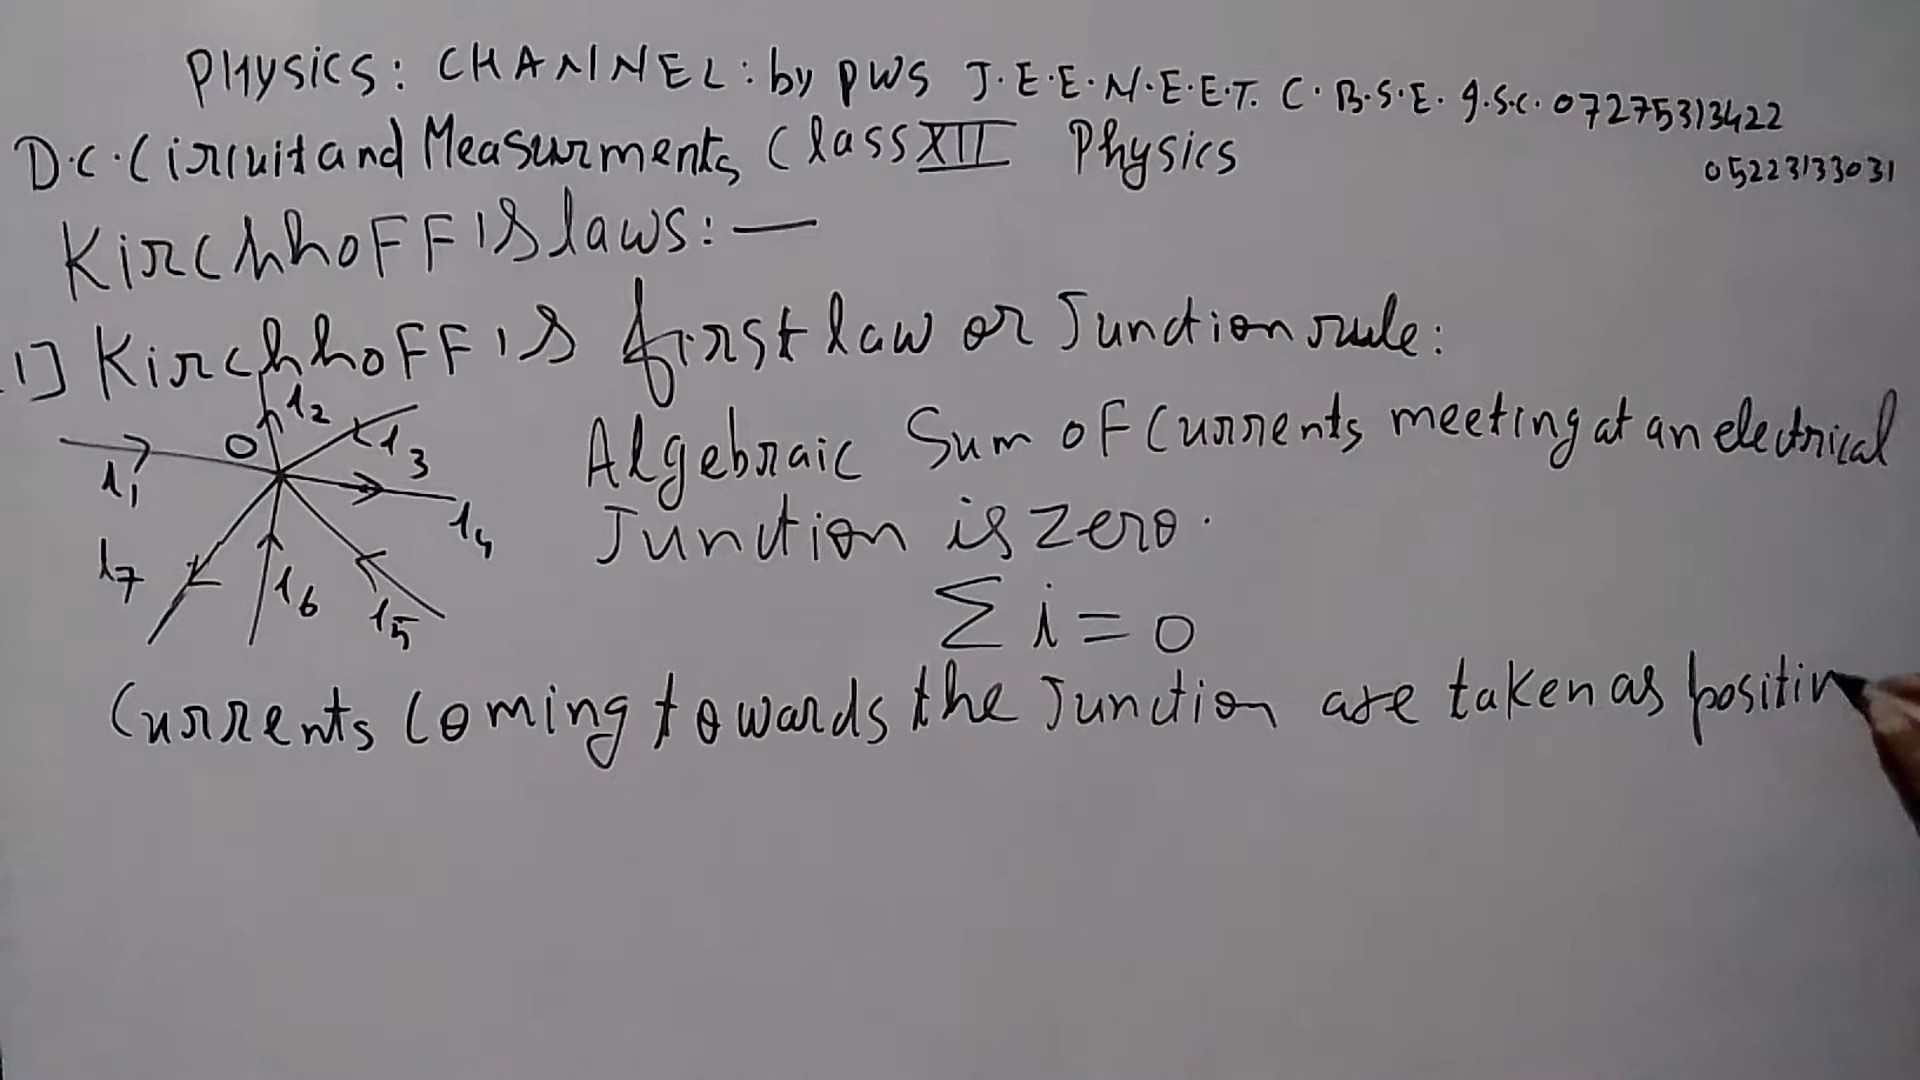 PHYSICS: CHANNEL: by PWS J.E.E.N.E.E.T. C.B.S.E. I.S.C. 07275313422
D.C. Circuit and Measurments, Class XII Physics
05223133031
KirchhoFF's laws: —
1] KirchhoFF's first law or Junction rule:
i2
O
i3
i1
Algebraic Sum of Currents meeting at an electrical
i4
Junction is zero.
i7
i6
i5
Σ i = 0
Currents Coming towards the Junction are taken as positiv